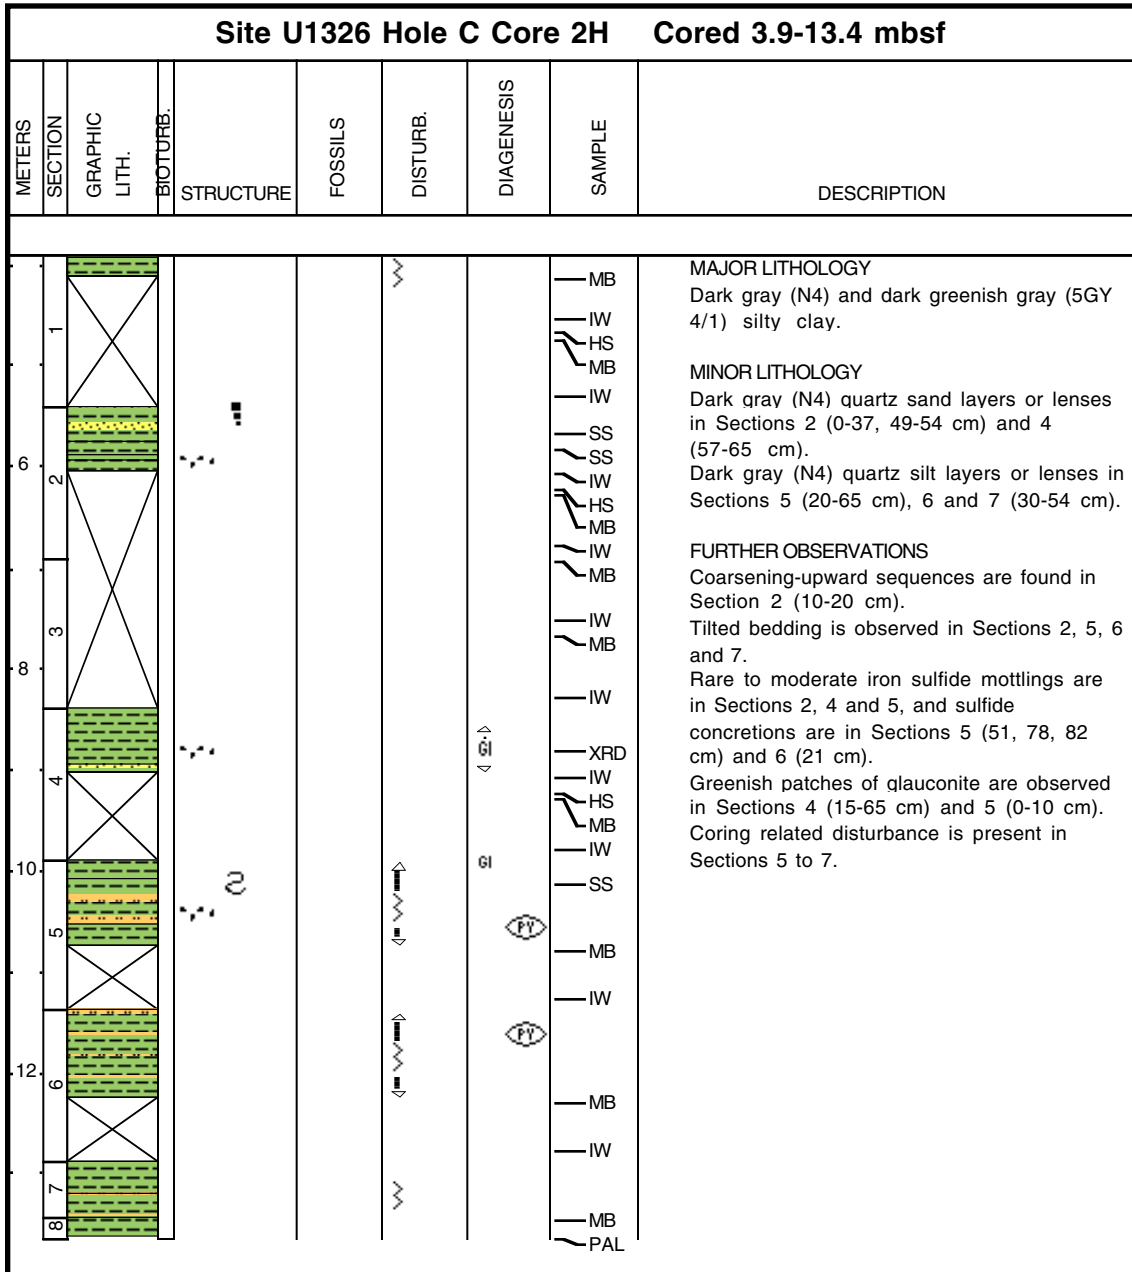 Site U1326 Hole C Core 2H Cored 3.9-13.4 mbsf
METERS
SECTION
GRAPHIC
LITH.
BIOTURB.
STRUCTURE
FOSSILS
DISTURB.
DIAGENESIS
SAMPLE
DESCRIPTION
1
2
3
4
5
6
7
8
6
8
10
12
GI
GI
PY
PY
MB
IW
HS
MB
IW
SS
SS
IW
HS
MB
IW
MB
IW
MB
IW
XRD
IW
HS
MB
IW
SS
MB
IW
MB
IW
MB
PAL
MAJOR LITHOLOGY
Dark gray (N4) and dark greenish gray (5GY
4/1) silty clay.
MINOR LITHOLOGY
Dark gray (N4) quartz sand layers or lenses
in Sections 2 (0-37, 49-54 cm) and 4
(57-65 cm).
Dark gray (N4) quartz silt layers or lenses in
Sections 5 (20-65 cm), 6 and 7 (30-54 cm).
FURTHER OBSERVATIONS
Coarsening-upward sequences are found in
Section 2 (10-20 cm).
Tilted bedding is observed in Sections 2, 5, 6
and 7.
Rare to moderate iron sulfide mottlings are
in Sections 2, 4 and 5, and sulfide
concretions are in Sections 5 (51, 78, 82
cm) and 6 (21 cm).
Greenish patches of glauconite are observed
in Sections 4 (15-65 cm) and 5 (0-10 cm).
Coring related disturbance is present in
Sections 5 to 7.